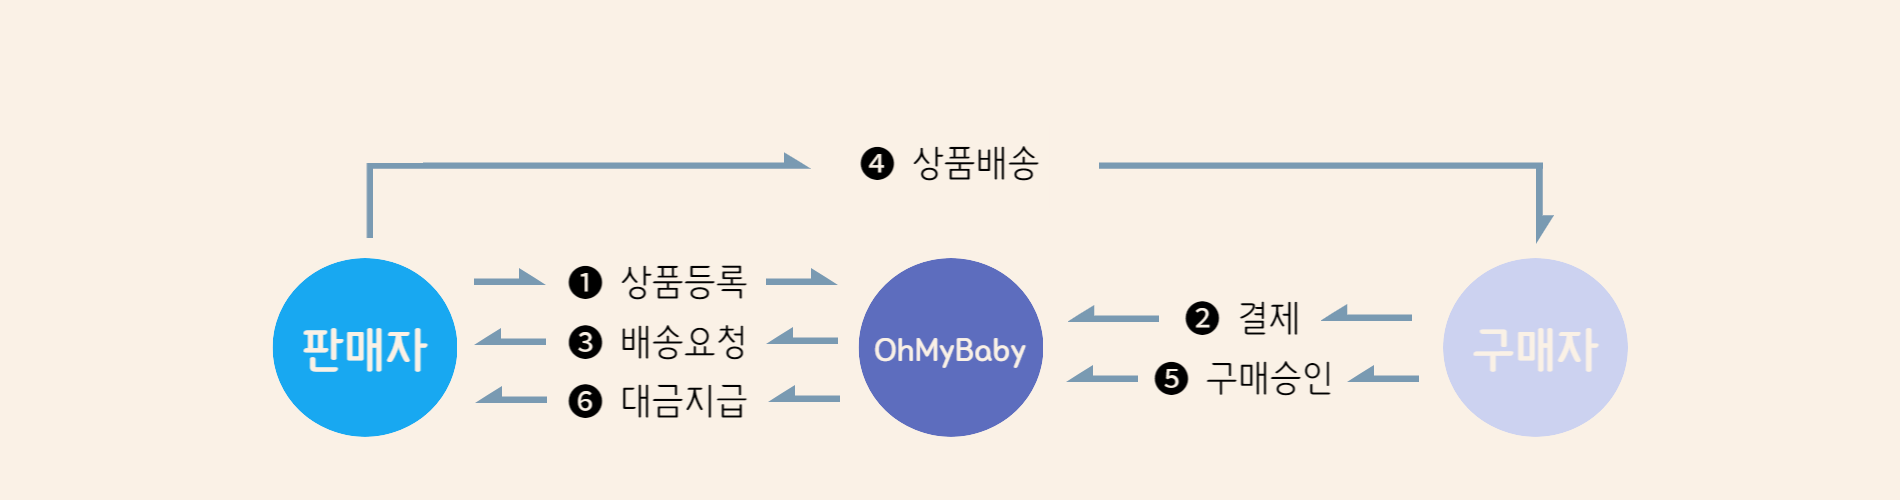 ❹ 상품배송
❶ 상품등록
❷ 결제
❸ 배송요청
판매자
OhMyBaby
구매자
❺ 구매승인
❻ 대금지급